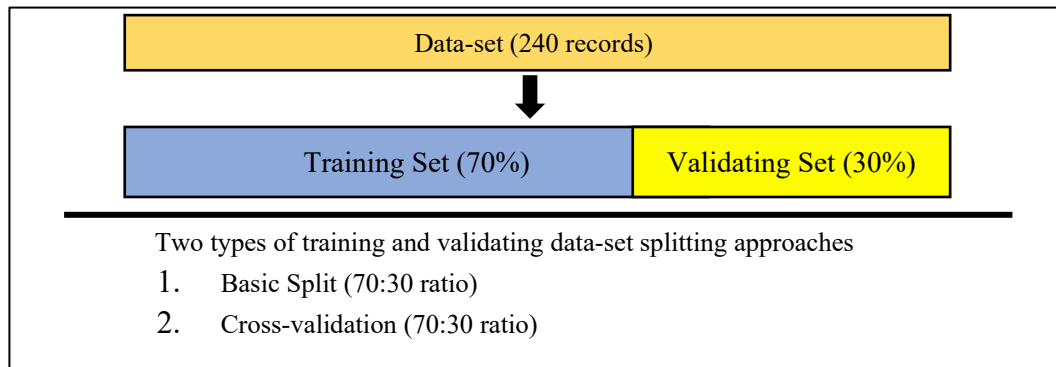 Data-set (240 records)
Training Set (70%)
Validating Set (30%)
Two types of training and validating data-set splitting approaches
1. Basic Split (70:30 ratio)
2. Cross-validation (70:30 ratio)